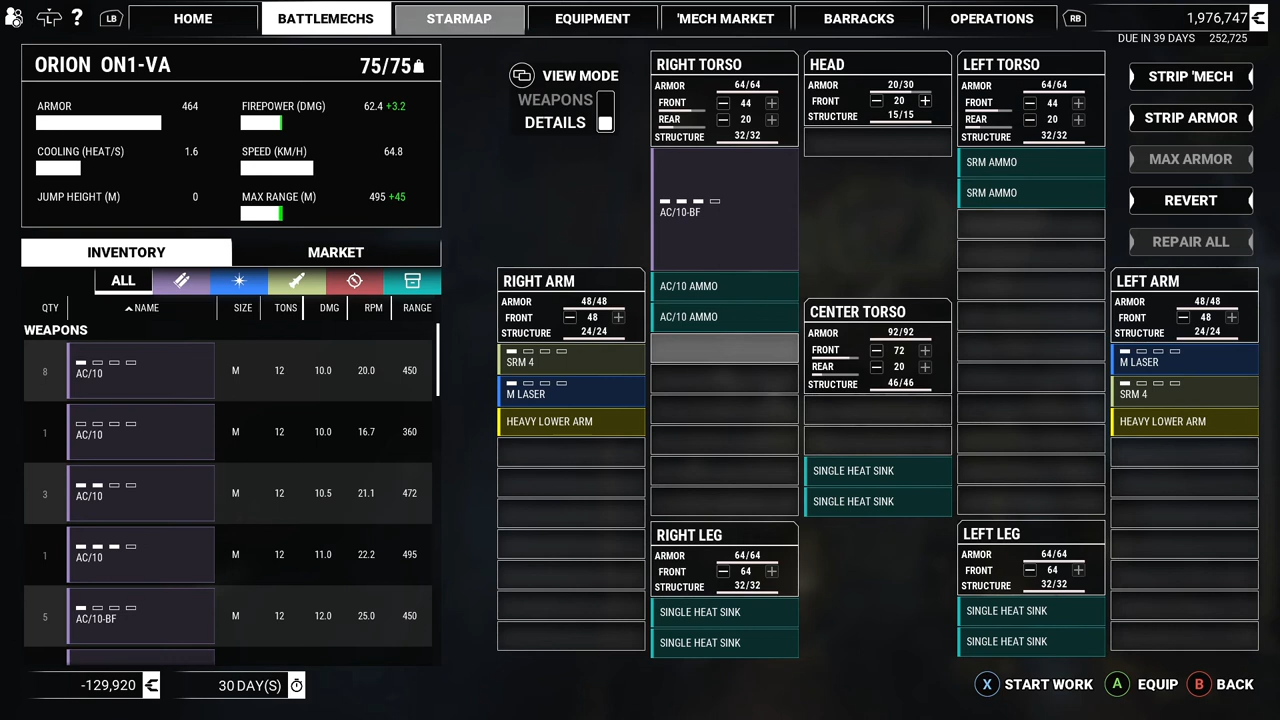 L ? LB HOME BATTLEMECHS STARMAP EQUIPMENT 'MECH MARKET BARRACKS OPERATIONS RB 1,976,747
DUE IN 39 DAYS 252,725
ORION ON1-VA 75/75
ARMOR 464 FIREPOWER (DMG) 62.4 +3.2
COOLING (HEAT/S) 1.6 SPEED (KM/H) 64.8
JUMP HEIGHT (M) 0 MAX RANGE (M) 495 +45
INVENTORY MARKET
ALL
QTY NAME SIZE TONS DMG RPM RANGE
WEAPONS
8 AC/10 M 12 10.0 20.0 450
1 AC/10 M 12 10.0 16.7 360
3 AC/10 M 12 10.5 21.1 472
1 AC/10 M 12 11.0 22.2 495
5 AC/10-BF M 12 12.0 25.0 450
-129,920 30 DAY(S)
VIEW MODE
WEAPONS
DETAILS
RIGHT TORSO
ARMOR 64/64
FRONT 44
REAR 20
STRUCTURE 32/32
AC/10-BF
AC/10 AMMO
AC/10 AMMO
HEAD
ARMOR 20/30
FRONT 20
STRUCTURE 15/15
LEFT TORSO
ARMOR 64/64
FRONT 44
REAR 20
STRUCTURE 32/32
SRM AMMO
SRM AMMO
STRIP 'MECH
STRIP ARMOR
MAX ARMOR
REVERT
REPAIR ALL
RIGHT ARM
ARMOR 48/48
FRONT 48
STRUCTURE 24/24
SRM 4
M LASER
HEAVY LOWER ARM
CENTER TORSO
ARMOR 92/92
FRONT 72
REAR 20
STRUCTURE 46/46
SINGLE HEAT SINK
SINGLE HEAT SINK
LEFT ARM
ARMOR 48/48
FRONT 48
STRUCTURE 24/24
M LASER
SRM 4
HEAVY LOWER ARM
RIGHT LEG
ARMOR 64/64
FRONT 64
STRUCTURE 32/32
SINGLE HEAT SINK
SINGLE HEAT SINK
LEFT LEG
ARMOR 64/64
FRONT 64
STRUCTURE 32/32
SINGLE HEAT SINK
SINGLE HEAT SINK
X START WORK A EQUIP B BACK